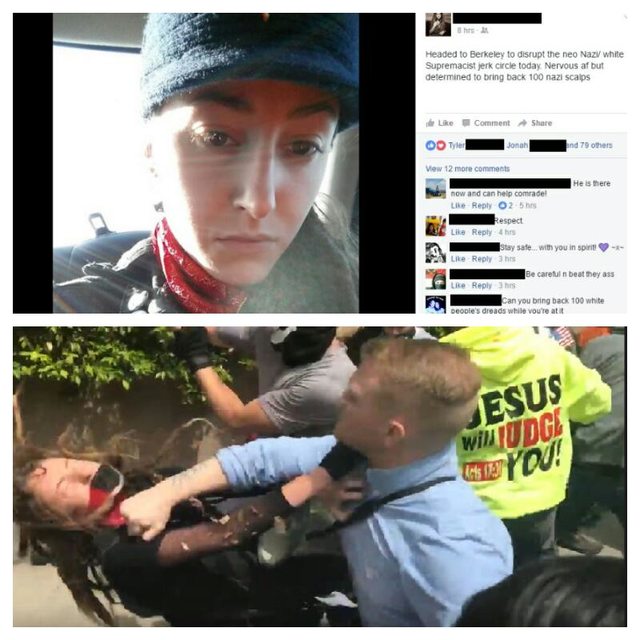 8 hrs ·
Headed to Berkeley to disrupt the neo Nazi/ white
Supremacist jerk circle today. Nervous af but
determined to bring back 100 nazi scalps
Like Comment Share
Tyler Jonah and 79 others
View 12 more comments
He is there
now and can help comrade!
Like · Reply · 2 · 5 hrs
Respect
Like · Reply · 4 hrs
Stay safe... with you in spirit! 💜 ~x~
Like · Reply · 3 hrs
Be careful n beat they ass
Like · Reply · 3 hrs
Can you bring back 100 white
people's dreads while you're at it
JESUS
will JUDGE
YOU!
Acts 17:31